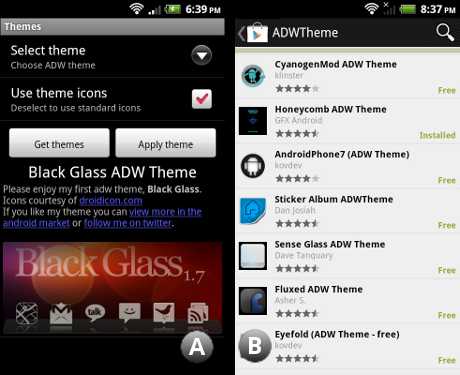 6:39 PM
Themes
Select theme
Choose ADW theme
Use theme icons
Deselect to use standard icons
Get themes
Apply theme
Black Glass ADW Theme
Please enjoy my first adw theme, Black Glass.
Icons courtesy of droidicon.com
If you like my theme you can view more in the
android market or follow me on twitter.
Black Glass 1.7
talk
A
8:37 PM
ADWTheme
CyanogenMod ADW Theme
klinster
Free
Honeycomb ADW Theme
GFX Android
Installed
AndroidPhone7 (ADW Theme)
kovdev
Free
Sticker Album ADWTheme
Dan Josiah
Free
Sense Glass ADW Theme
Dave Tanquary
Free
Fluxed ADW Theme
Asher S.
Free
Eyefold (ADW Theme - free)
kovdev
Free
B